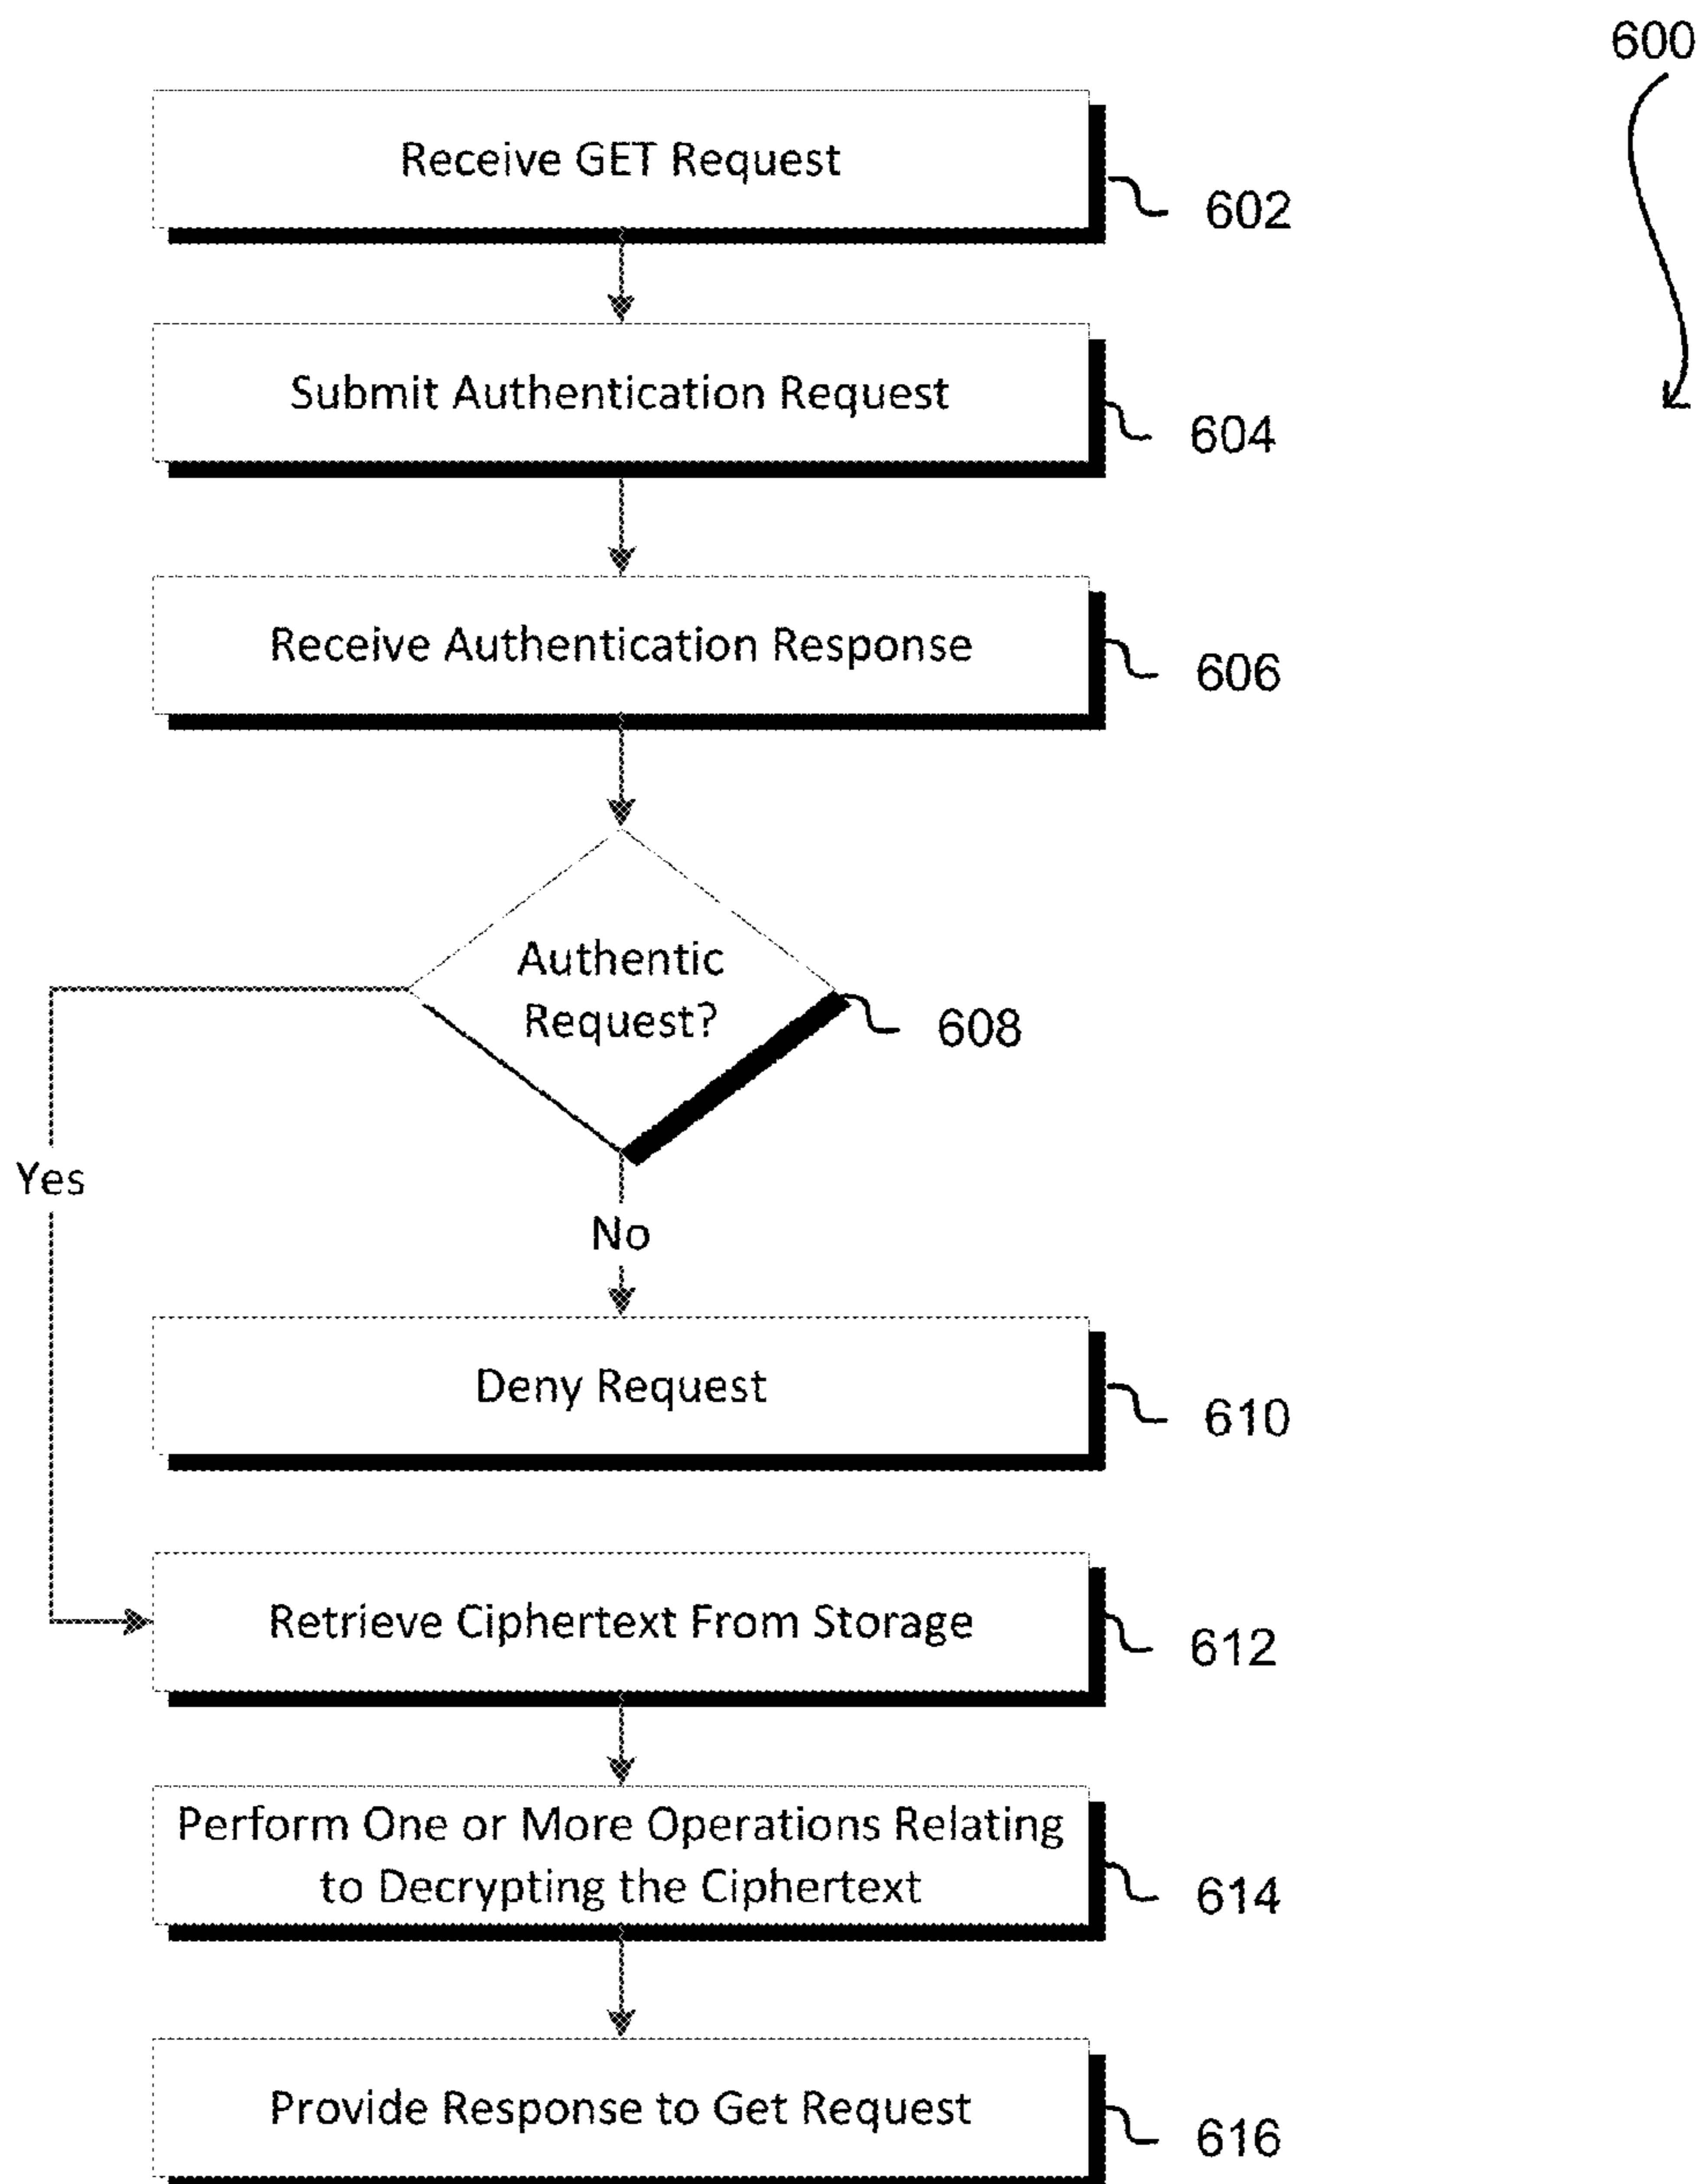 600
Receive GET Request
602
Submit Authentication Request
604
Receive Authentication Response
606
Authentic
Request?
608
Yes
No
Deny Request
610
Retrieve Ciphertext From Storage
612
Perform One or More Operations Relating
to Decrypting the Ciphertext
614
Provide Response to Get Request
616